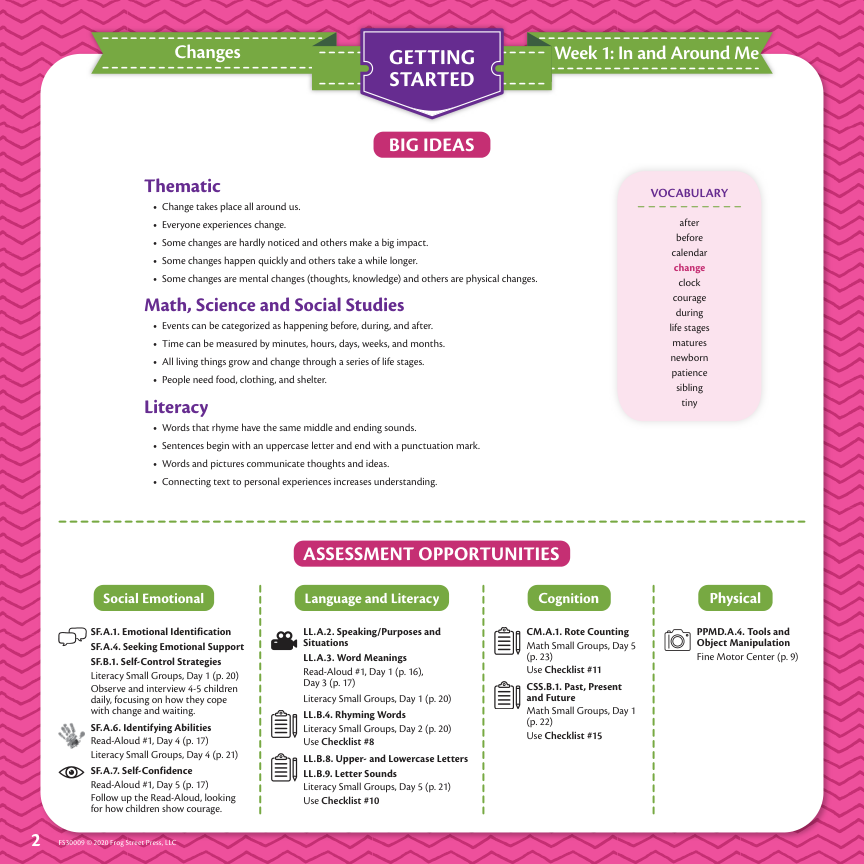 Changes
GETTING
STARTED
Week 1: In and Around Me
BIG IDEAS
Thematic
• Change takes place all around us.
• Everyone experiences change.
• Some changes are hardly noticed and others make a big impact.
• Some changes happen quickly and others take a while longer.
• Some changes are mental changes (thoughts, knowledge) and others are physical changes.
Math, Science and Social Studies
• Events can be categorized as happening before, during, and after.
• Time can be measured by minutes, hours, days, weeks, and months.
• All living things grow and change through a series of life stages.
• People need food, clothing, and shelter.
Literacy
• Words that rhyme have the same middle and ending sounds.
• Sentences begin with an uppercase letter and end with a punctuation mark.
• Words and pictures communicate thoughts and ideas.
• Connecting text to personal experiences increases understanding.
VOCABULARY
after
before
calendar
change
clock
courage
during
life stages
matures
newborn
patience
sibling
tiny
ASSESSMENT OPPORTUNITIES
Social Emotional
SF.A.1. Emotional Identification
SF.A.4. Seeking Emotional Support
SF.B.1. Self-Control Strategies
Literacy Small Groups, Day 1 (p. 20)
Observe and interview 4-5 children
daily, focusing on how they cope
with change and waiting.
SF.A.6. Identifying Abilities
Read-Aloud #1, Day 4 (p. 17)
Literacy Small Groups, Day 4 (p. 21)
SF.A.7. Self-Confidence
Read-Aloud #1, Day 5 (p. 17)
Follow up the Read-Aloud, looking
for how children show courage.
Language and Literacy
LL.A.2. Speaking/Purposes and
Situations
LL.A.3. Word Meanings
Read-Aloud #1, Day 1 (p. 16),
Day 3 (p. 17)
Literacy Small Groups, Day 1 (p. 20)
LL.B.4. Rhyming Words
Literacy Small Groups, Day 2 (p. 20)
Use Checklist #8
LL.B.8. Upper- and Lowercase Letters
LL.B.9. Letter Sounds
Literacy Small Groups, Day 5 (p. 21)
Use Checklist #10
Cognition
CM.A.1. Rote Counting
Math Small Groups, Day 5
(p. 23)
Use Checklist #11
CSS.B.1. Past, Present
and Future
Math Small Groups, Day 1
(p. 22)
Use Checklist #15
Physical
PPMD.A.4. Tools and
Object Manipulation
Fine Motor Center (p. 9)
2
FS30009 © 2020 Frog Street Press, LLC